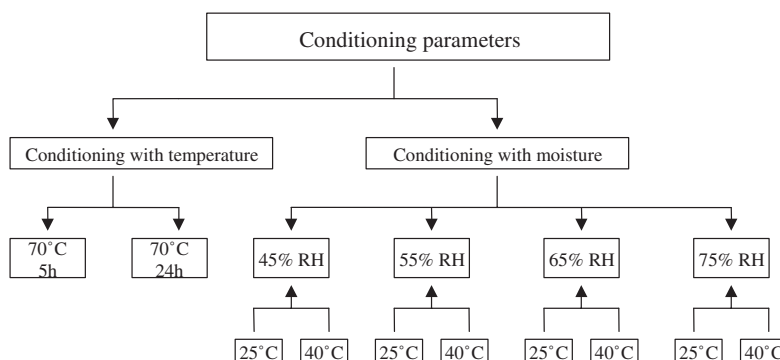 Conditioning parameters
Conditioning with temperature
Conditioning with moisture
70˚C
5h
70˚C
24h
45% RH
55% RH
65% RH
75% RH
25˚C
40˚C
25˚C
40˚C
25˚C
40˚C
25˚C
40˚C